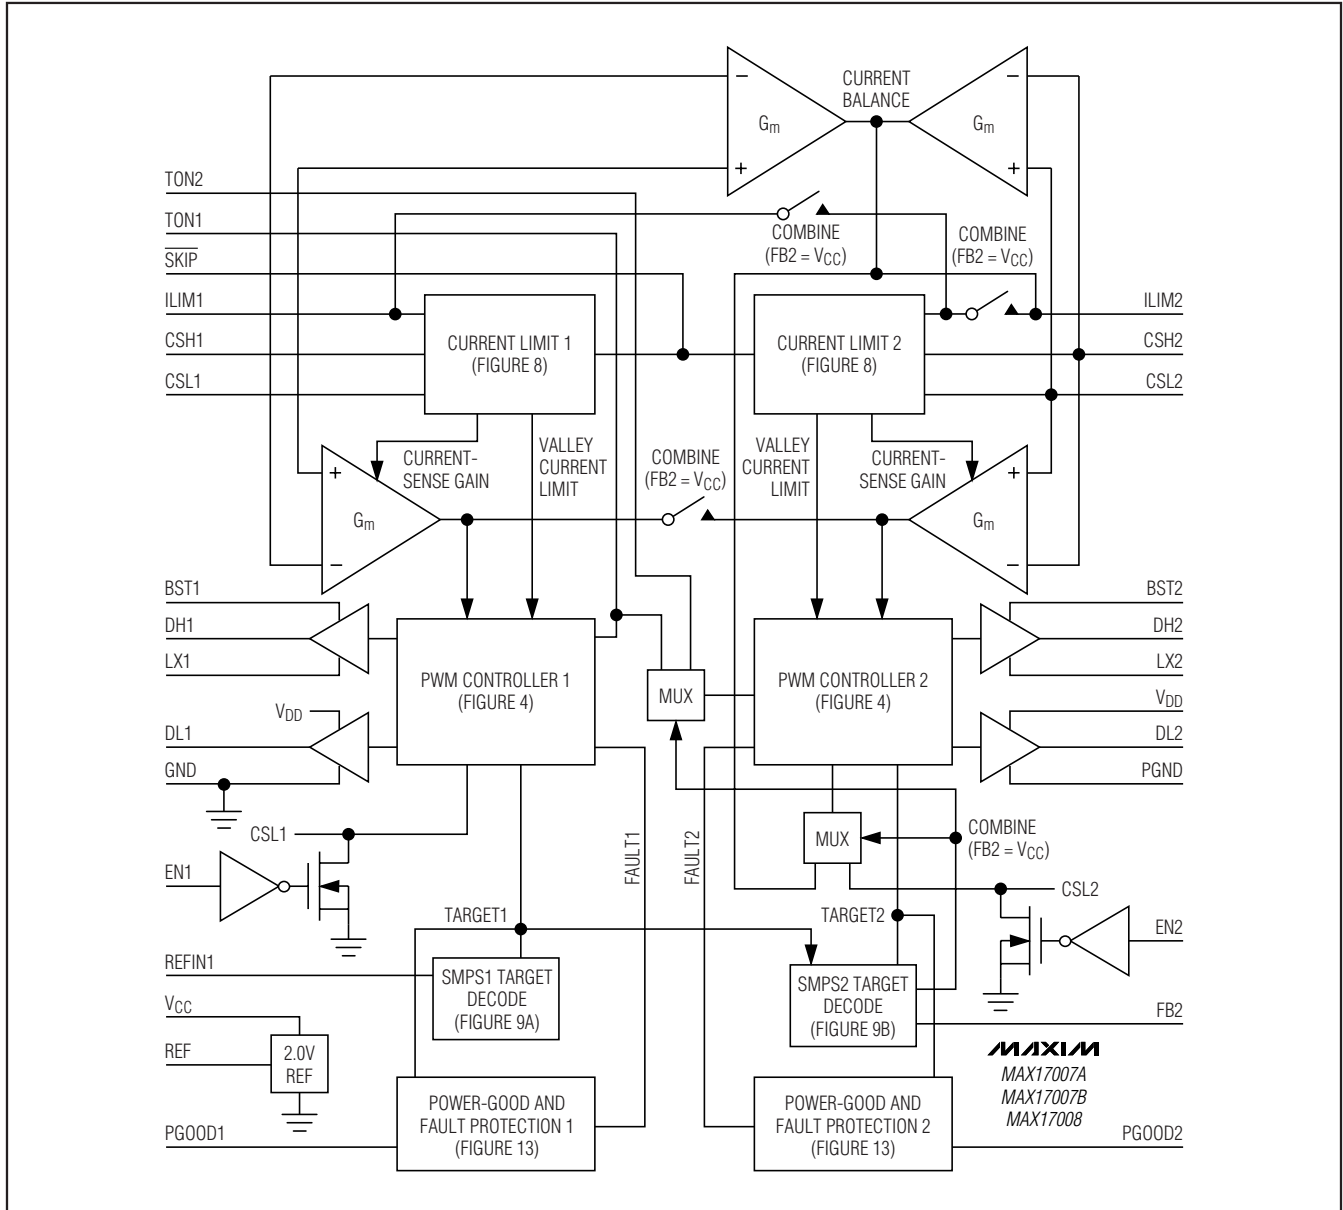 CURRENT
BALANCE
−
−
Gm
Gm
+
+
TON2
TON1
SKIP
ILIM1
CSH1
CSL1
COMBINE
(FB2 = VCC)
COMBINE
(FB2 = VCC)
ILIM2
CSH2
CSL2
CURRENT LIMIT 1
(FIGURE 8)
CURRENT LIMIT 2
(FIGURE 8)
CURRENT-
SENSE GAIN
VALLEY
CURRENT
LIMIT
COMBINE
(FB2 = VCC)
VALLEY
CURRENT
LIMIT
CURRENT-
SENSE GAIN
+
Gm
−
+
Gm
−
BST1
DH1
LX1
VDD
DL1
GND
PWM CONTROLLER 1
(FIGURE 4)
MUX
PWM CONTROLLER 2
(FIGURE 4)
BST2
DH2
LX2
VDD
DL2
PGND
CSL1
EN1
FAULT1
FAULT2
MUX
COMBINE
(FB2 = VCC)
CSL2
EN2
TARGET1
TARGET2
REFIN1
SMPS1 TARGET
DECODE
(FIGURE 9A)
SMPS2 TARGET
DECODE
(FIGURE 9B)
FB2
VCC
REF
2.0V
REF
MAXIM
MAX17007A
MAX17007B
MAX17008
PGOOD1
POWER-GOOD AND
FAULT PROTECTION 1
(FIGURE 13)
POWER-GOOD AND
FAULT PROTECTION 2
(FIGURE 13)
PGOOD2